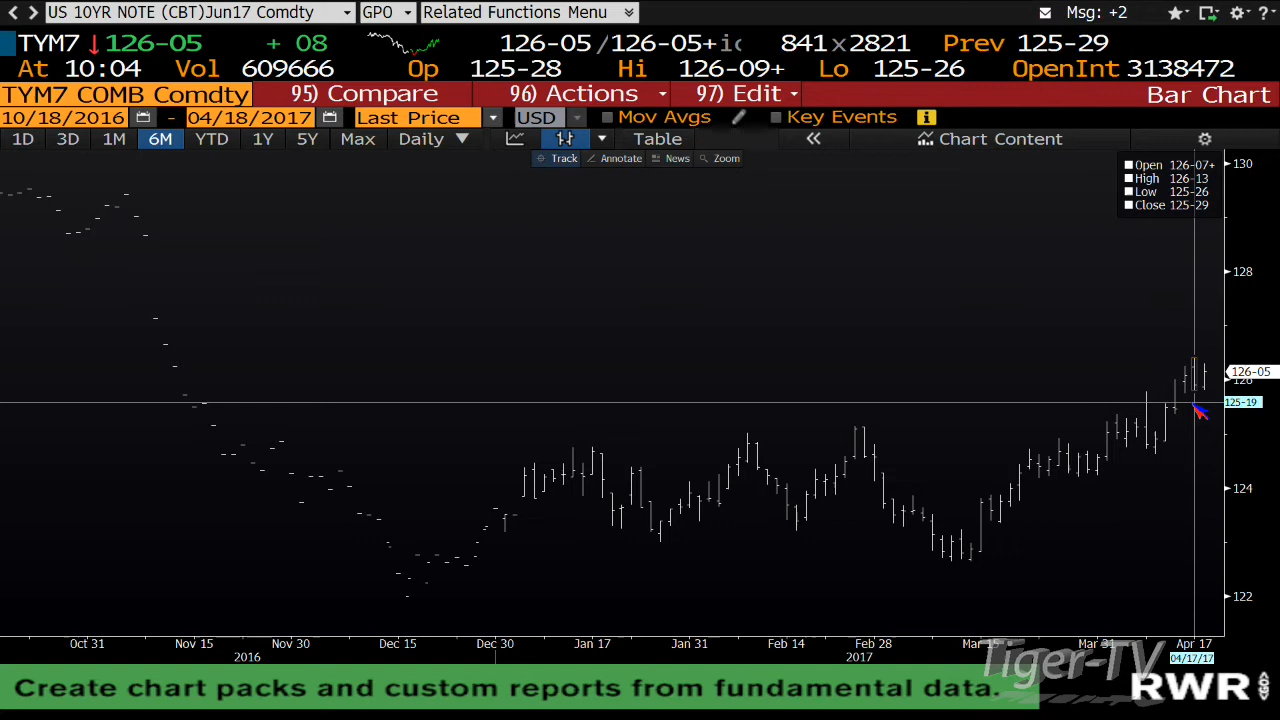 US 10YR NOTE (CBT)Jun17 Comdty GPO Related Functions Menu Msg: +2
TYM7 126-05 + 08 126-05/126-05+ 841x2821 Prev 125-29
At 10:04 Vol 609666 Op 125-28 Hi 126-09+ Lo 125-26 OpenInt 3138472
TYM7 COMB Comdty 95) Compare 96) Actions 97) Edit Bar Chart
10/18/2016 - 04/18/2017 Last Price USD Mov Avgs Key Events
1D 3D 1M 6M YTD 1Y 5Y Max Daily Table Chart Content
Track Annotate News Zoom
Open 126-07+
High 126-13
Low 125-26
Close 125-29
130
128
126-05
126
125-19
124
122
Oct 31 Nov 15 Nov 30 Dec 15 Dec 30 Jan 17 Jan 31 Feb 14 Feb 28 Mar 15 Mar 31 Apr 17
2016 2017 04/17/17
Tiger-TV
Create chart packs and custom reports from fundamental data.
RWR
GO